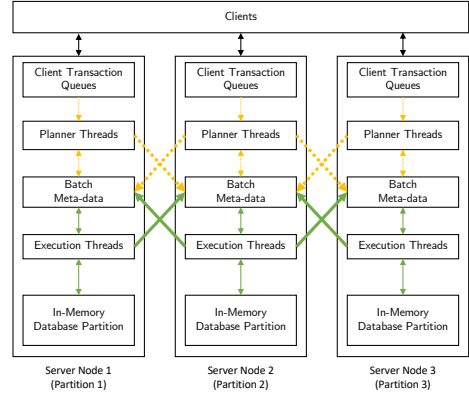 Clients
Client Transaction
Queues
Planner Threads
Batch
Meta-data
Execution Threads
In-Memory
Database Partition
Server Node 1
(Partition 1)
Client Transaction
Queues
Planner Threads
Batch
Meta-data
Execution Threads
In-Memory
Database Partition
Server Node 2
(Partition 2)
Client Transaction
Queues
Planner Threads
Batch
Meta-data
Execution Threads
In-Memory
Database Partition
Server Node 3
(Partition 3)